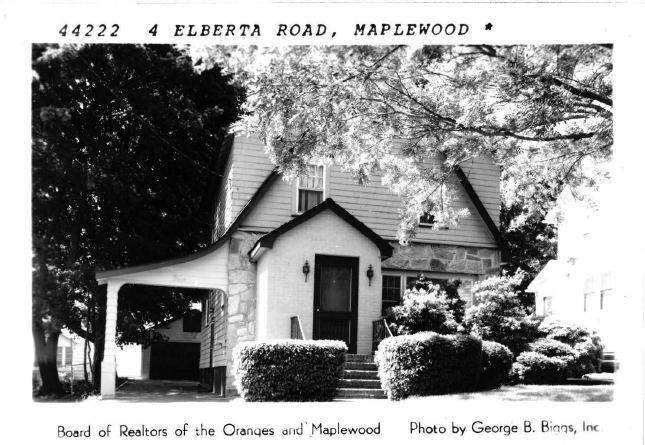 44222 4 ELBERTA ROAD, MAPLEWOOD *
Board of Realtors of the Oranges and Maplewood Photo by George B. Biggs, Inc.